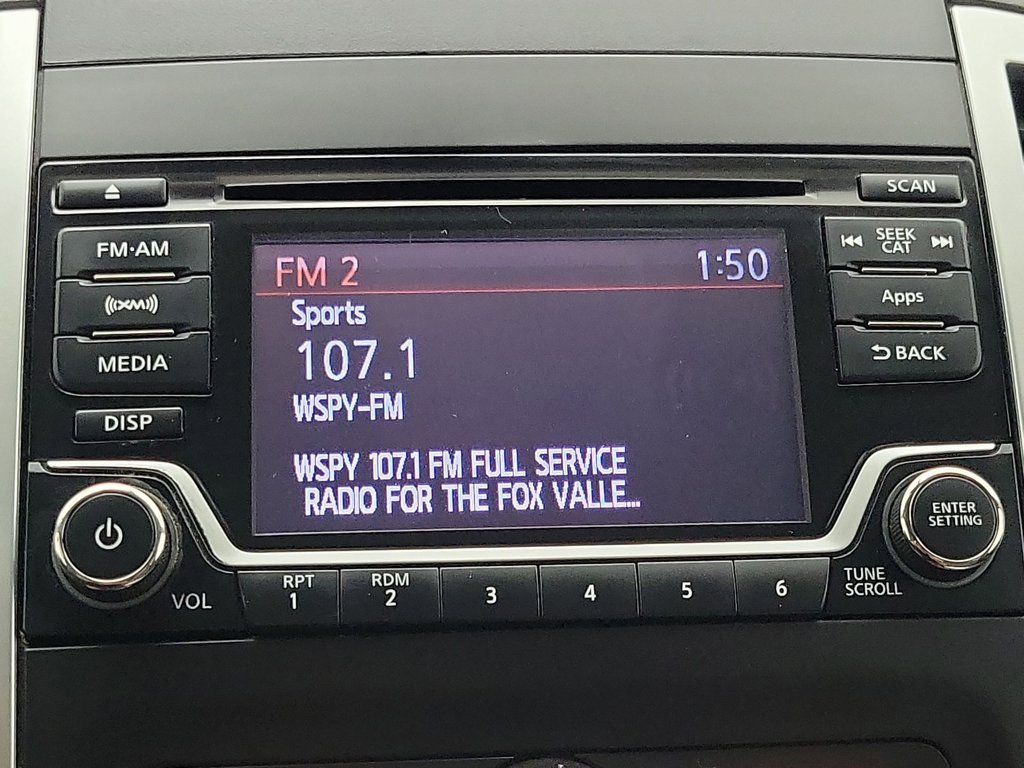 SCAN
FM·AM
SEEK
CAT
FM 2 1:50
((XM))
Apps
Sports
107.1
MEDIA
BACK
WSPY-FM
DISP
WSPY 107.1 FM FULL SERVICE
RADIO FOR THE FOX VALLE...
ENTER
SETTING
VOL
RPT
1
RDM
2
3
4
5
6
TUNE
SCROLL